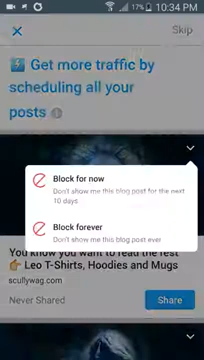 17% 10:34 PM
Skip
Get more traffic by
scheduling all your
posts
Block for now
Don't show me this blog post for the next
10 days
Block forever
Don't show me this blog post ever
You know you want to read the rest
👉 Leo T-Shirts, Hoodies and Mugs
scullywag.com
Never Shared
Share